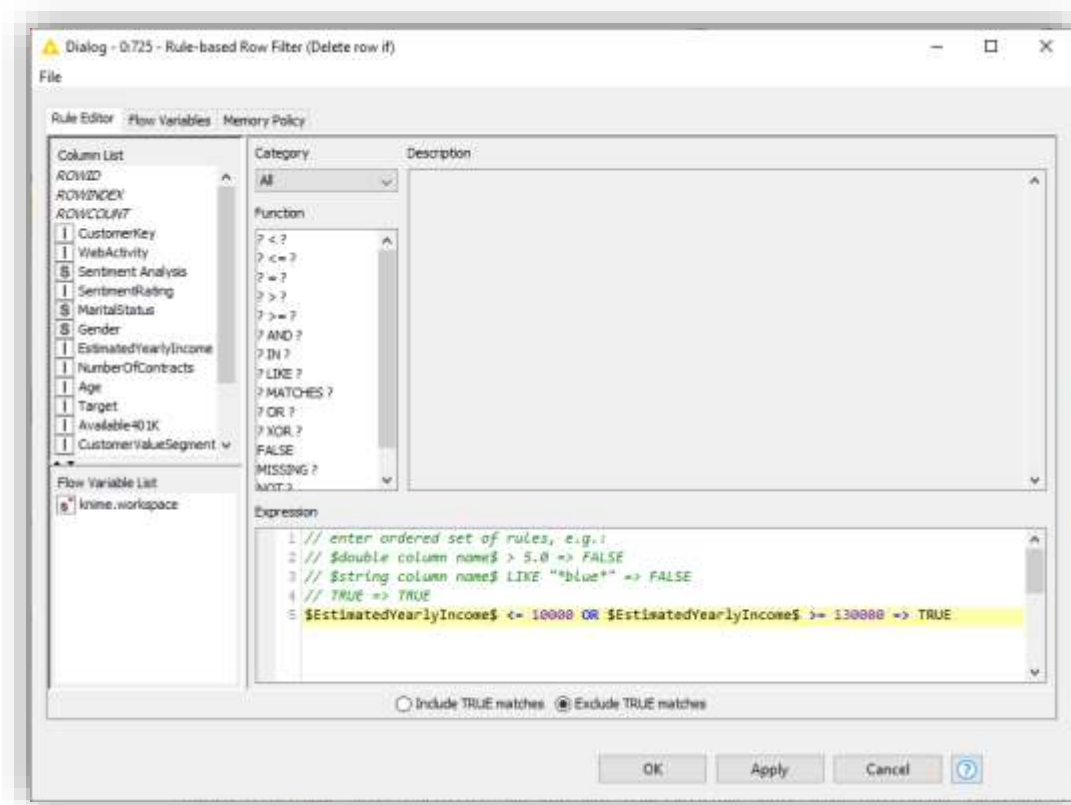 Dialog - 0:725 - Rule-based Row Filter (Delete row if)
File
Rule Editor Flow Variables Memory Policy
Column List
ROWID
ROWINDEX
ROWCOUNT
I CustomerKey
I WebActivity
S Sentiment Analysis
I SentimentRating
S MaritalStatus
S Gender
I EstimatedYearlyIncome
I NumberOfContracts
I Age
I Target
I Available401K
I CustomerValueSegment
Flow Variable List
s knime.workspace
Category
All
Function
? < ?
? <= ?
? = ?
? > ?
? >= ?
? AND ?
? IN ?
? LIKE ?
? MATCHES ?
? OR ?
? XOR ?
FALSE
MISSING ?
NOT ?
Description
Expression
1 // enter ordered set of rules, e.g.:
2 // $double column name$ > 5.0 => FALSE
3 // $string column name$ LIKE "*blue*" => FALSE
4 // TRUE => TRUE
5 $EstimatedYearlyIncome$ <= 10000 OR $EstimatedYearlyIncome$ >= 130000 => TRUE
Include TRUE matches Exclude TRUE matches
OK Apply Cancel ?